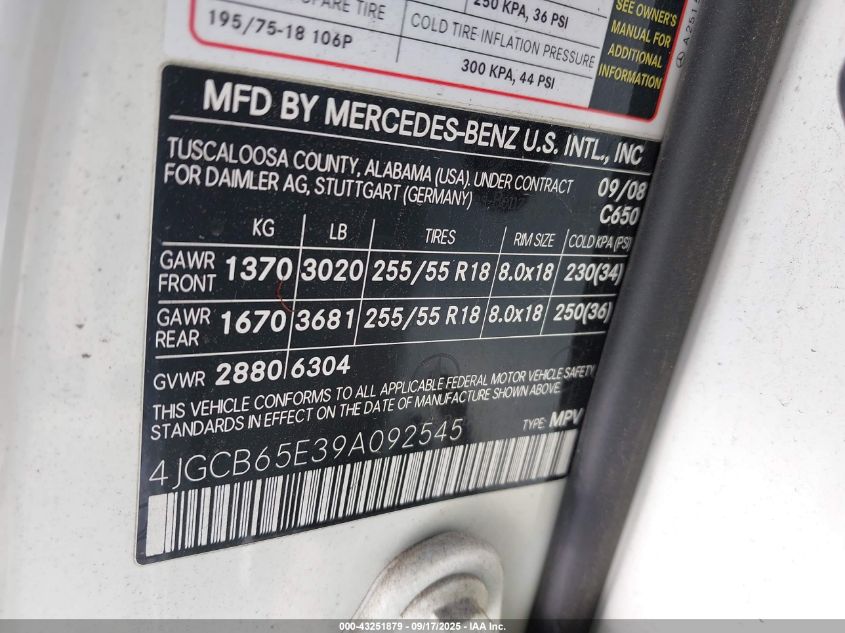 SPARE TIRE
195/75-18 106P
250 KPA, 36 PSI
COLD TIRE INFLATION PRESSURE
300 KPA, 44 PSI
SEE OWNER'S
MANUAL FOR
ADDITIONAL
INFORMATION
MFD BY MERCEDES-BENZ U.S. INTL., INC
TUSCALOOSA COUNTY, ALABAMA (USA). UNDER CONTRACT
FOR DAIMLER AG, STUTTGART (GERMANY)
09/08
C650
KG LB TIRES RIM SIZE COLD KPA (PSI)
GAWR FRONT 1370 3020 255/55 R18 8.0x18 230(34)
GAWR REAR 1670 3681 255/55 R18 8.0x18 250(36)
GVWR 2880 6304
THIS VEHICLE CONFORMS TO ALL APPLICABLE FEDERAL MOTOR VEHICLE SAFETY
STANDARDS IN EFFECT ON THE DATE OF MANUFACTURE SHOWN ABOVE.
4JGCB65E39A092545
TYPE: MPV
000-43251879 - 09/17/2025 - IAA Inc.